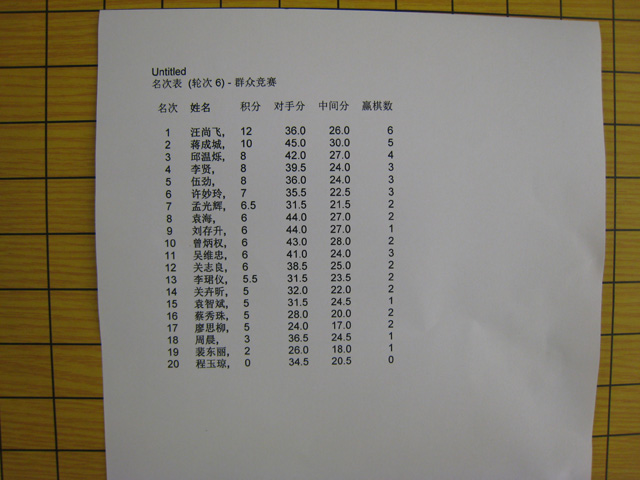 Untitled
名次表 (轮次 6) - 群众竞赛
名次 姓名 积分 对手分 中间分 赢棋数
1 汪尚飞, 12 36.0 26.0 6
2 蒋成城, 10 45.0 30.0 5
3 邱温烁, 8 42.0 27.0 4
4 李贤, 8 39.5 24.0 3
5 伍劲, 8 36.0 24.0 3
6 许妙玲, 7 35.5 22.5 3
7 孟光辉, 6.5 31.5 21.5 2
8 袁海, 6 44.0 27.0 2
9 刘存升, 6 44.0 27.0 1
10 曾炳权, 6 43.0 28.0 2
11 吴维忠, 6 41.0 24.0 3
12 关志良, 6 38.5 25.0 2
13 李珺仪, 5.5 31.5 23.5 2
14 关卉昕, 5 32.0 22.0 2
15 袁智斌, 5 31.5 24.5 1
16 蔡秀珠, 5 28.0 20.0 2
17 廖思柳, 5 24.0 17.0 2
18 周晨, 3 36.5 24.5 1
19 裴东丽, 2 26.0 18.0 1
20 程玉琼, 0 34.5 20.5 0